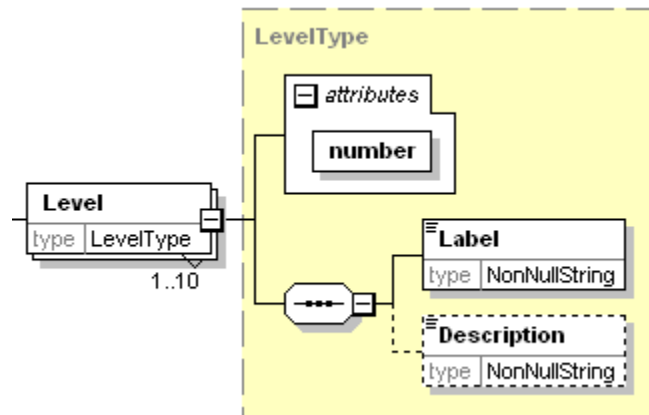 LevelType
attributes
number
Level
type LevelType
1..10
Label
type NonNullString
Description
type NonNullString